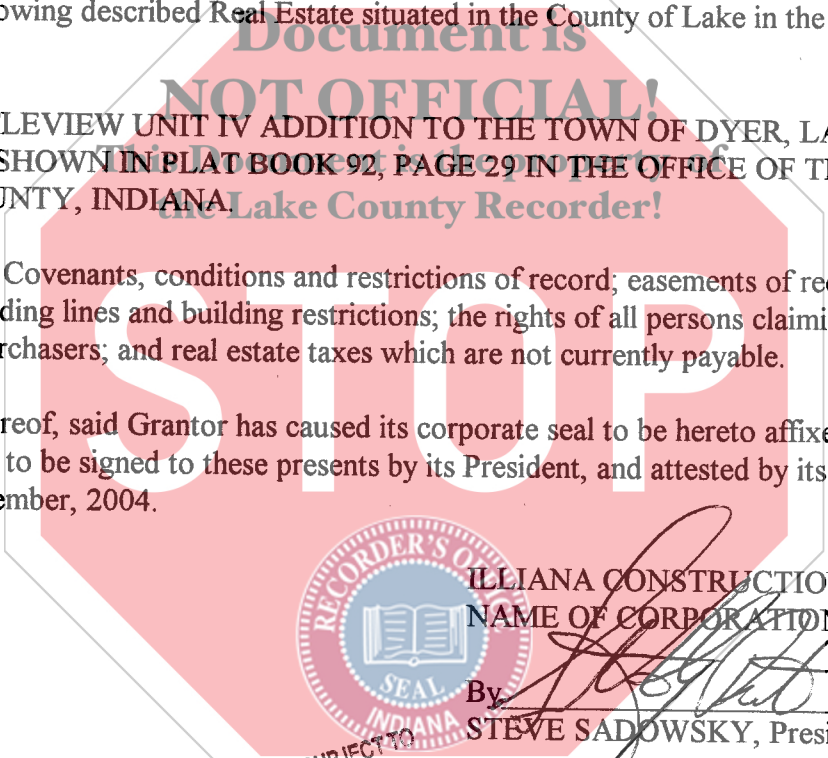 owing described Real Estate situated in the County of Lake in the
Document is
NOT OFFICIAL!
LEVIEW UNIT IV ADDITION TO THE TOWN OF DYER, LA
This Document is the property of
SHOWN IN PLAT BOOK 92, PAGE 29 IN THE OFFICE OF TH
the Lake County Recorder!
UNTY, INDIANA.
Covenants, conditions and restrictions of record; easements of rec
ding lines and building restrictions; the rights of all persons claimi
rchasers; and real estate taxes which are not currently payable.
STOP
reof, said Grantor has caused its corporate seal to be hereto affixe
to be signed to these presents by its President, and attested by its
ember, 2004.
RECORDER'S OFFICE
SEAL
INDIANA
ILLIANA CONSTRUCTIO
NAME OF CORPORATION
By
STEVE SADOWSKY, Presi
SUBJECT TO